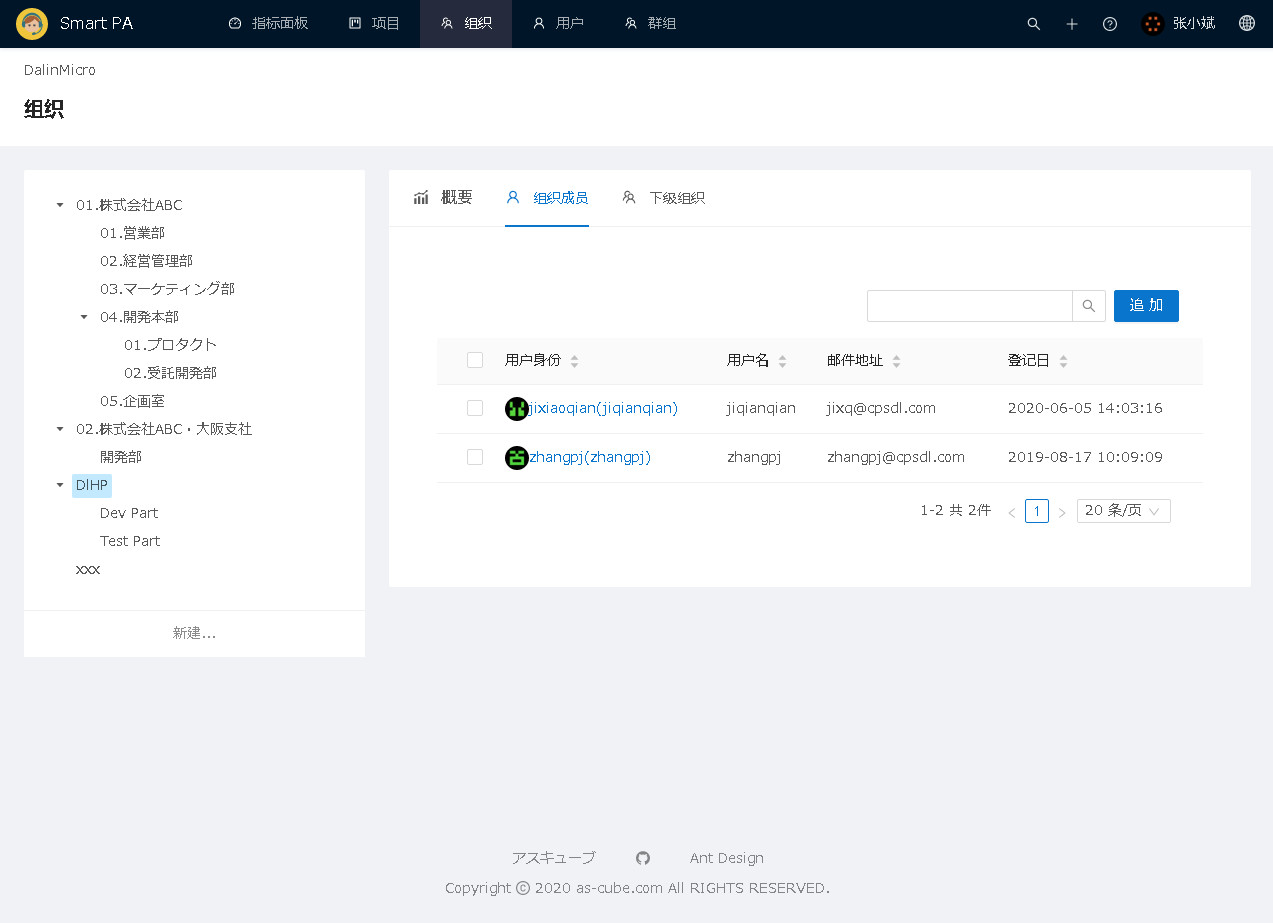 Smart PA 指标面板 项目 组织 用户 群组 张小斌
DalinMicro
组织
01.株式会社ABC
01.営業部
02.経営管理部
03.マーケティング部
04.開発本部
01.プロタクト
02.受託開発部
05.企画室
02.株式会社ABC・大阪支社
開発部
DlHP
Dev Part
Test Part
xxx
新建...
概要 组织成员 下级组织
追 加
用户身份 用户名 邮件地址 登记日
jixiaoqian(jiqianqian) jiqianqian jixq@cpsdl.com 2020-06-05 14:03:16
zhangpj(zhangpj) zhangpj zhangpj@cpsdl.com 2019-08-17 10:09:09
1-2 共 2件 < 1 > 20 条/页
アスキューブ Ant Design
Copyright © 2020 as-cube.com All RIGHTS RESERVED.